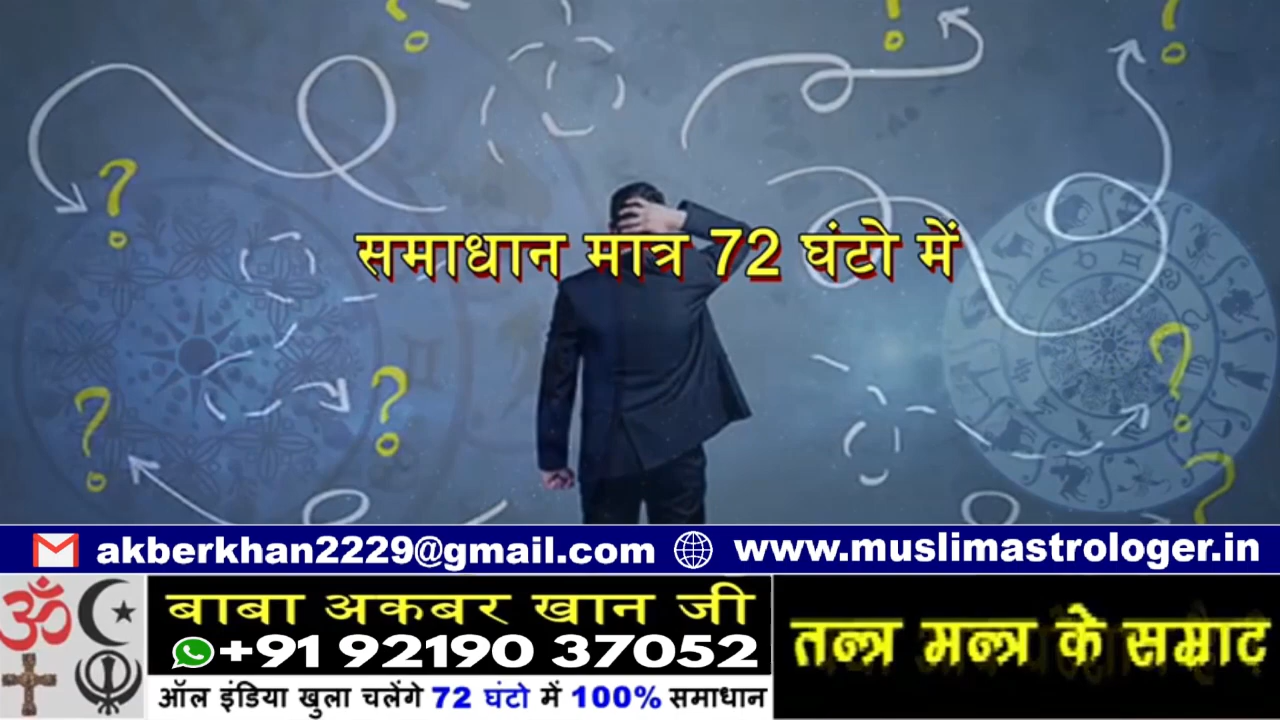 समाधान मात्र 72 घंटो में
akberkhan2229@gmail.com
www.muslimastrologer.in
बाबा अकबर खान जी
+91 92190 37052
ऑल इंडिया खुला चलेंगे 72 घंटो में 100% समाधान
तन्त्र मन्त्र के सम्राट